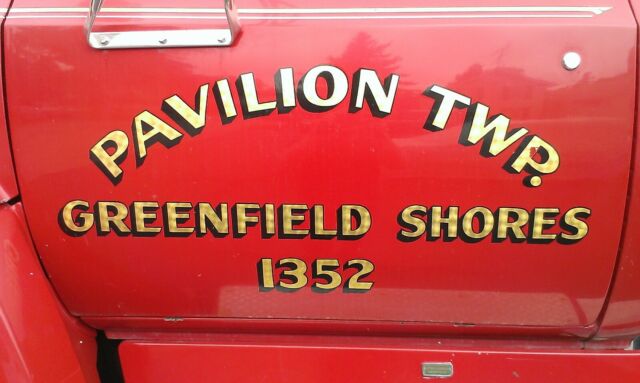 PAVILION TWP.
GREENFIELD SHORES
1352